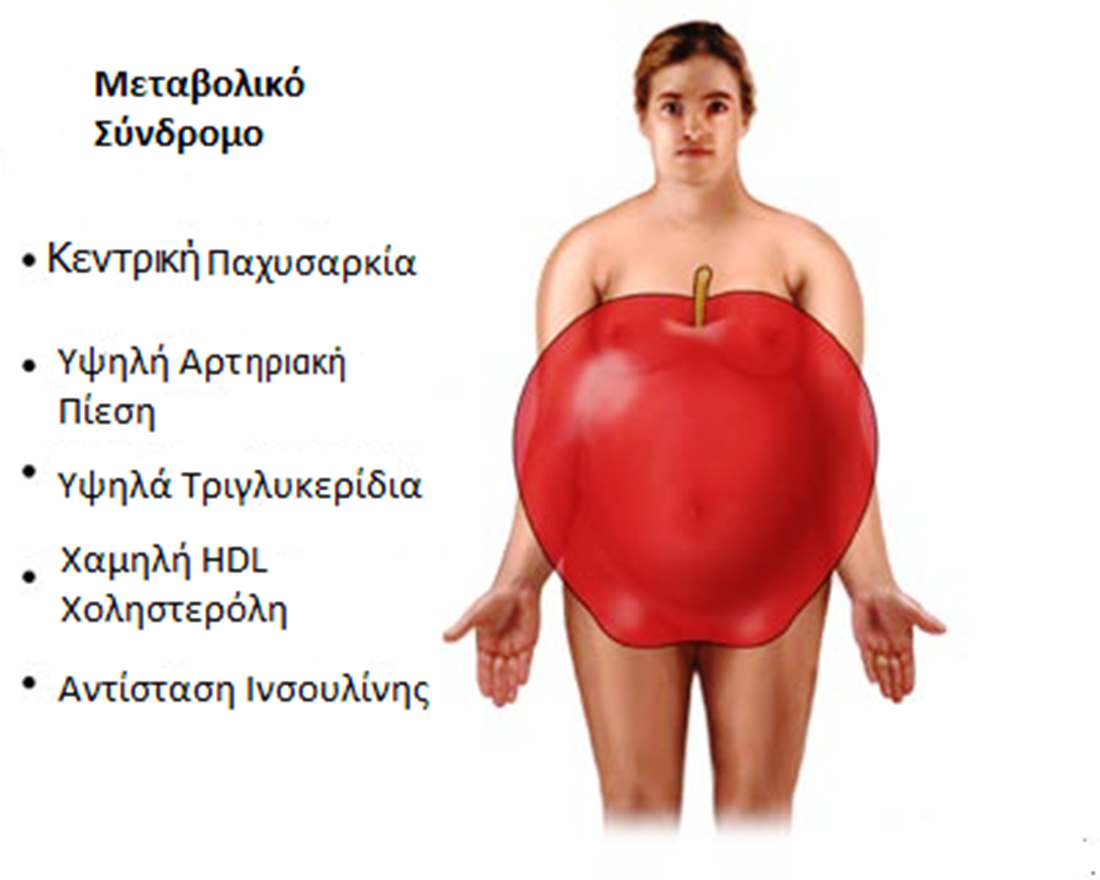 Μεταβολικό
Σύνδρομο
• Κεντρική Παχυσαρκία
• Υψηλή Αρτηριακή
Πίεση
• Υψηλά Τριγλυκερίδια
• Χαμηλή HDL
Χοληστερόλη
• Αντίσταση Ινσουλίνης